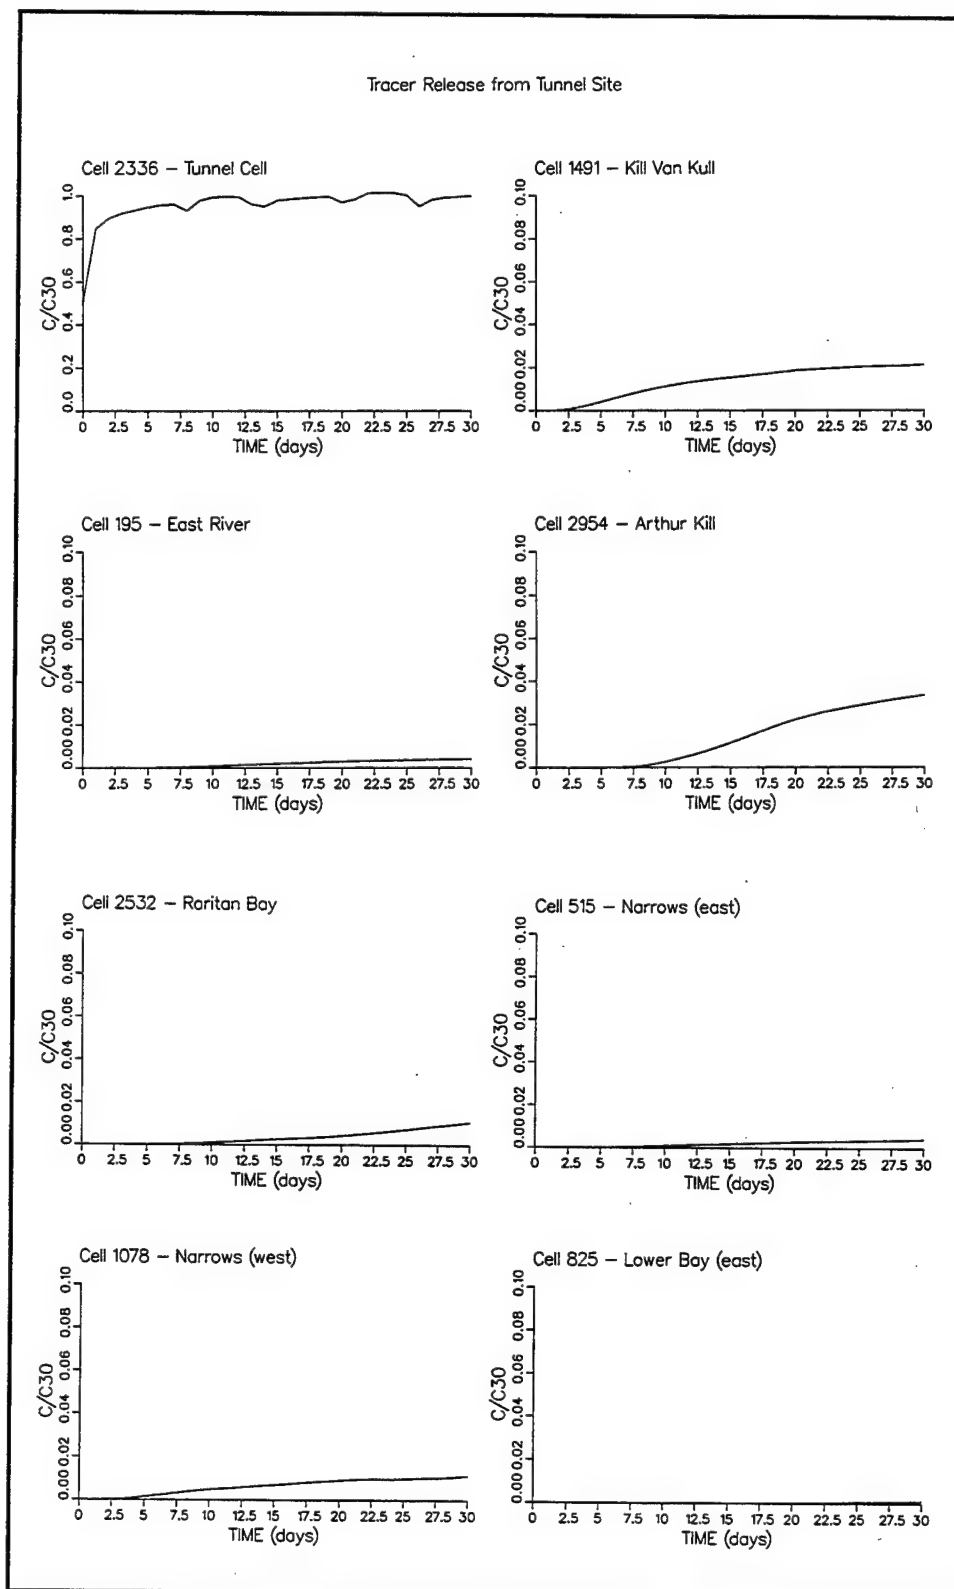 Tracer Release from Tunnel Site
Cell 2336 – Tunnel Cell
C/C30
0.0 0.2 0.4 0.6 0.8 1.0
0 2.5 5 7.5 10 12.5 15 17.5 20 22.5 25 27.5 30
TIME (days)
Cell 1491 – Kill Van Kull
C/C30
0.00 0.02 0.04 0.06 0.08 0.10
0 2.5 5 7.5 10 12.5 15 17.5 20 22.5 25 27.5 30
TIME (days)
Cell 195 – East River
C/C30
0.00 0.02 0.04 0.06 0.08 0.10
0 2.5 5 7.5 10 12.5 15 17.5 20 22.5 25 27.5 30
TIME (days)
Cell 2954 – Arthur Kill
C/C30
0.00 0.02 0.04 0.06 0.08 0.10
0 2.5 5 7.5 10 12.5 15 17.5 20 22.5 25 27.5 30
TIME (days)
Cell 2532 – Raritan Bay
C/C30
0.00 0.02 0.04 0.06 0.08 0.10
0 2.5 5 7.5 10 12.5 15 17.5 20 22.5 25 27.5 30
TIME (days)
Cell 515 – Narrows (east)
C/C30
0.00 0.02 0.04 0.06 0.08 0.10
0 2.5 5 7.5 10 12.5 15 17.5 20 22.5 25 27.5 30
TIME (days)
Cell 1078 – Narrows (west)
C/C30
0.00 0.02 0.04 0.06 0.08 0.10
0 2.5 5 7.5 10 12.5 15 17.5 20 22.5 25 27.5 30
TIME (days)
Cell 825 – Lower Bay (east)
C/C30
0.00 0.02 0.04 0.06 0.08 0.10
0 2.5 5 7.5 10 12.5 15 17.5 20 22.5 25 27.5 30
TIME (days)